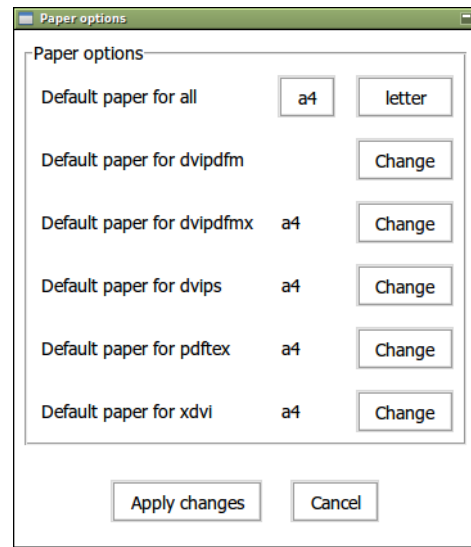 Paper options
Paper options
Default paper for all a4 letter
Default paper for dvipdfm Change
Default paper for dvipdfmx a4 Change
Default paper for dvips a4 Change
Default paper for pdftex a4 Change
Default paper for xdvi a4 Change
Apply changes Cancel